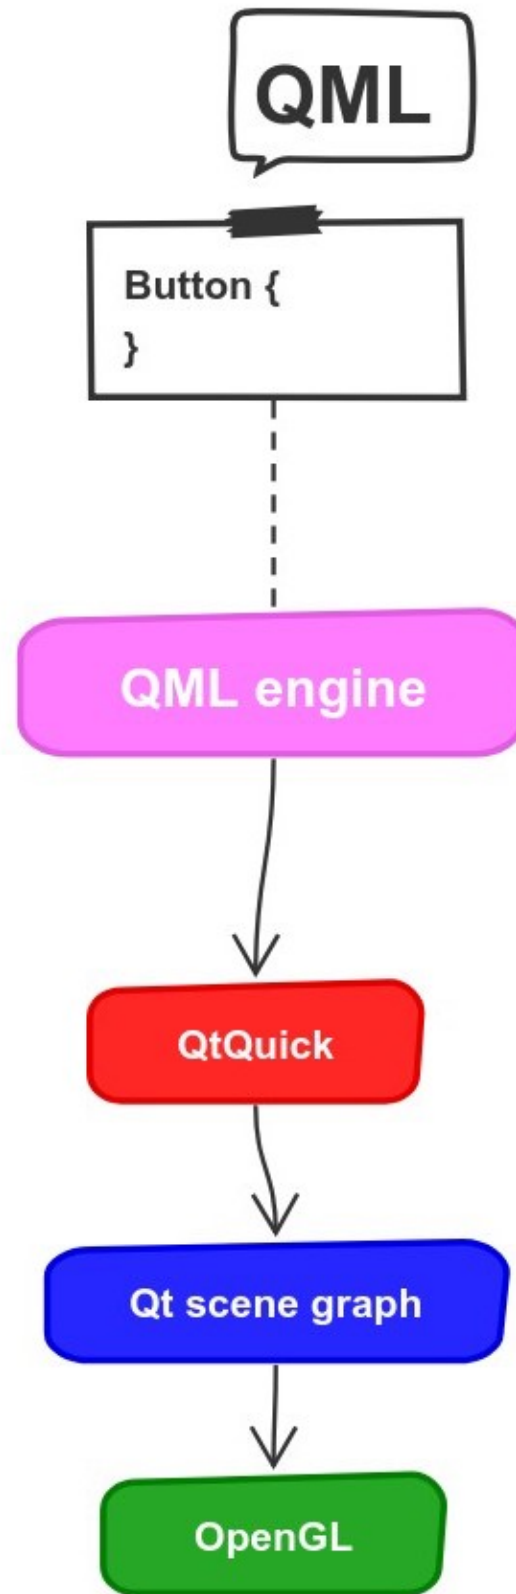 QML
Button {
}
QML engine
QtQuick
Qt scene graph
OpenGL